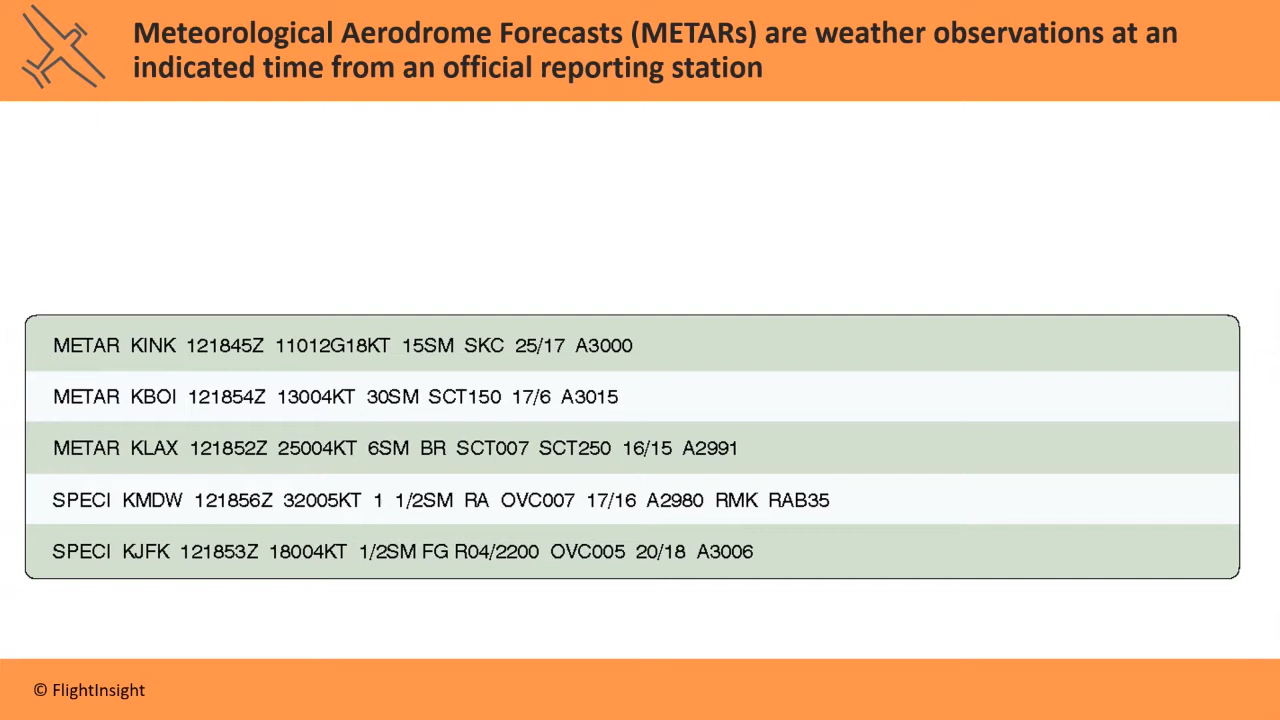 Meteorological Aerodrome Forecasts (METARs) are weather observations at an
indicated time from an official reporting station
METAR KINK 121845Z 11012G18KT 15SM SKC 25/17 A3000
METAR KBOI 121854Z 13004KT 30SM SCT150 17/6 A3015
METAR KLAX 121852Z 25004KT 6SM BR SCT007 SCT250 16/15 A2991
SPECI KMDW 121856Z 32005KT 1 1/2SM RA OVC007 17/16 A2980 RMK RAB35
SPECI KJFK 121853Z 18004KT 1/2SM FG R04/2200 OVC005 20/18 A3006
© FlightInsight